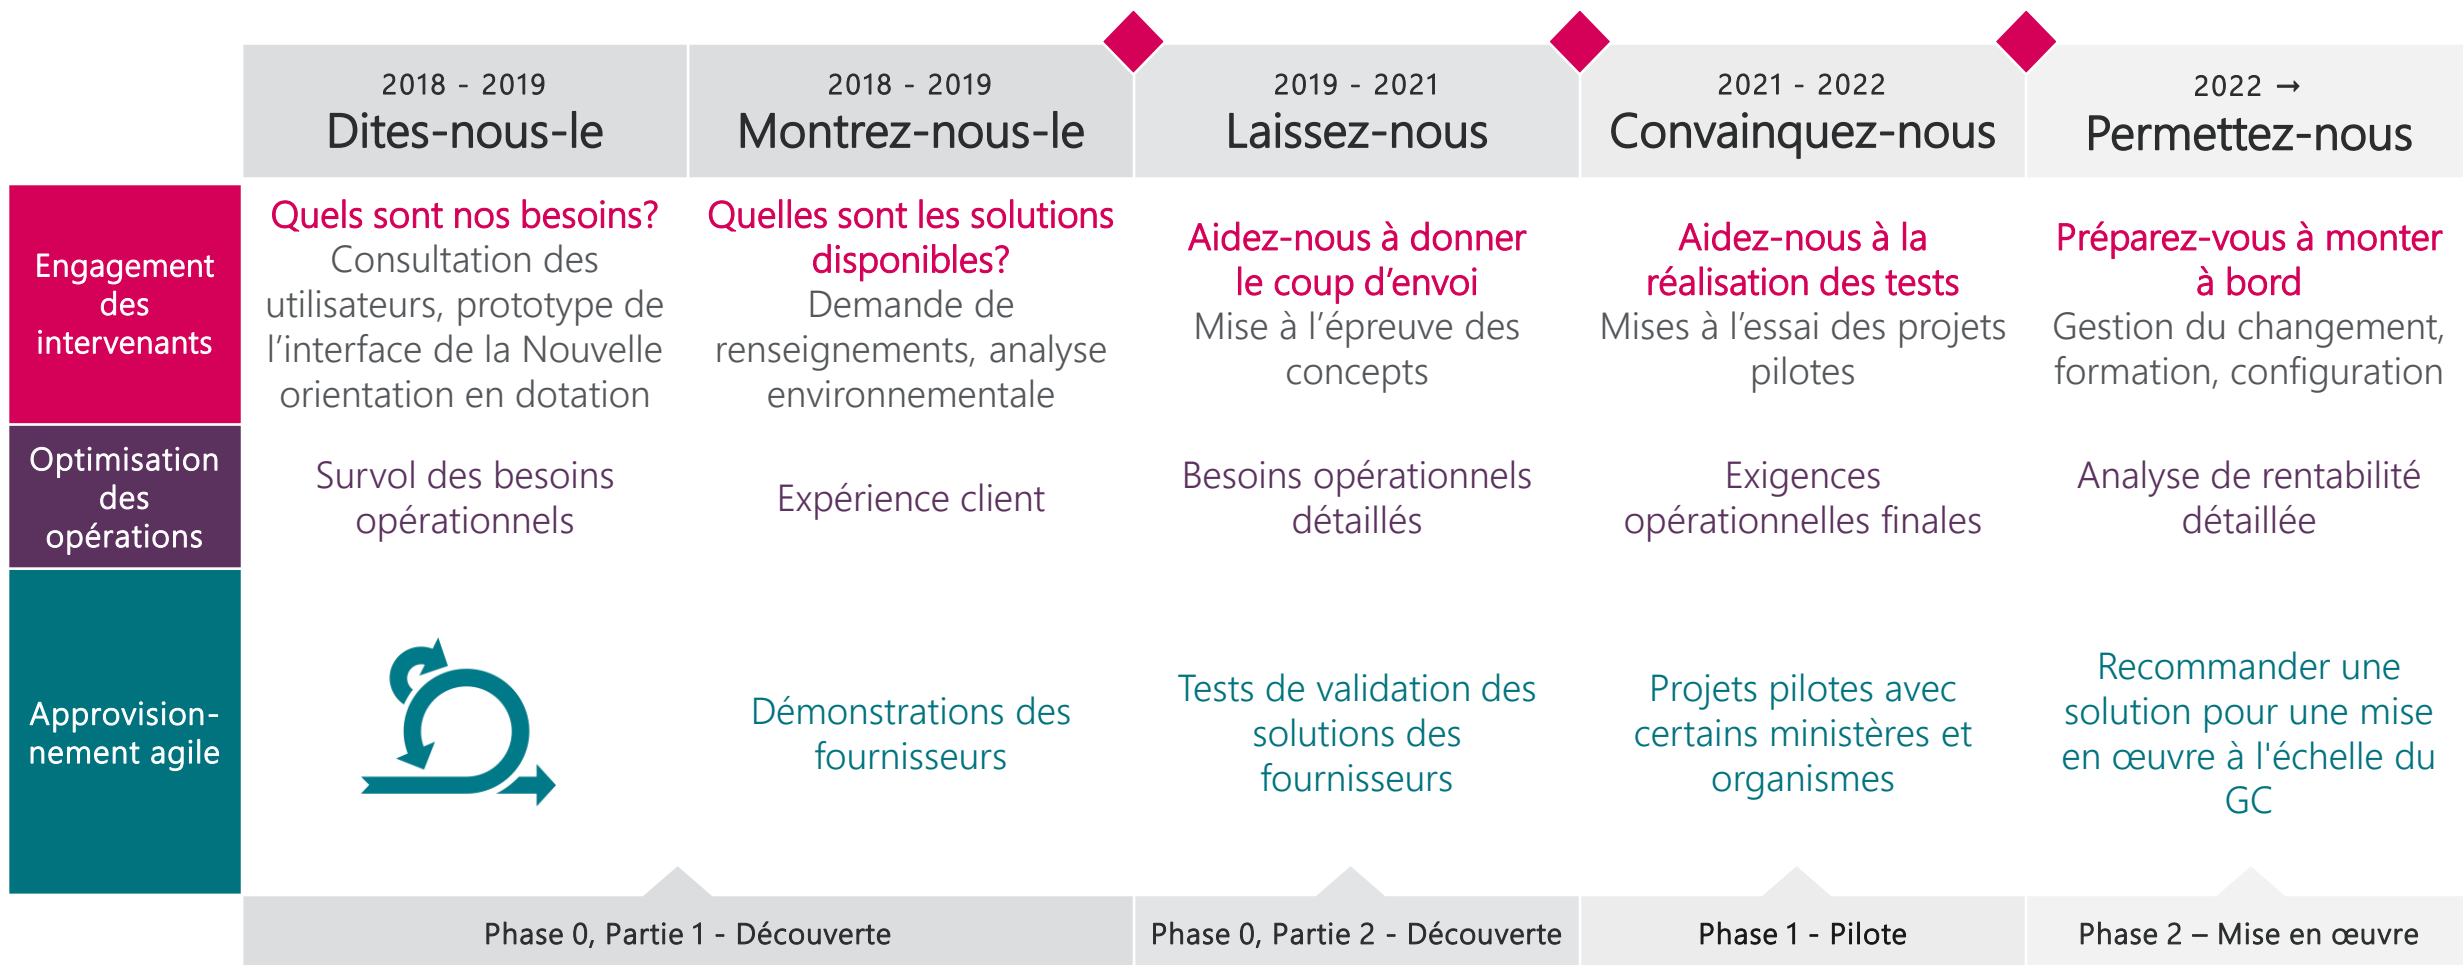 2018 - 2019
Dites-nous-le
2018 - 2019
Montrez-nous-le
2019 - 2021
Laissez-nous
2021 - 2022
Convainquez-nous
2022 →
Permettez-nous
Engagement
des
intervenants
Quels sont nos besoins?
Consultation des
utilisateurs, prototype de
l’interface de la Nouvelle
orientation en dotation
Quelles sont les solutions
disponibles?
Demande de
renseignements, analyse
environnementale
Aidez-nous à donner
le coup d’envoi
Mise à l’épreuve des
concepts
Aidez-nous à la
réalisation des tests
Mises à l’essai des projets
pilotes
Préparez-vous à monter
à bord
Gestion du changement,
formation, configuration
Optimisation
des
opérations
Survol des besoins
opérationnels
Expérience client
Besoins opérationnels
détaillés
Exigences
opérationnelles finales
Analyse de rentabilité
détaillée
Approvision-
nement agile
Démonstrations des
fournisseurs
Tests de validation des
solutions des
fournisseurs
Projets pilotes avec
certains ministères et
organismes
Recommander une
solution pour une mise
en œuvre à l'échelle du
GC
Phase 0, Partie 1 - Découverte
Phase 0, Partie 2 - Découverte
Phase 1 - Pilote
Phase 2 – Mise en œuvre